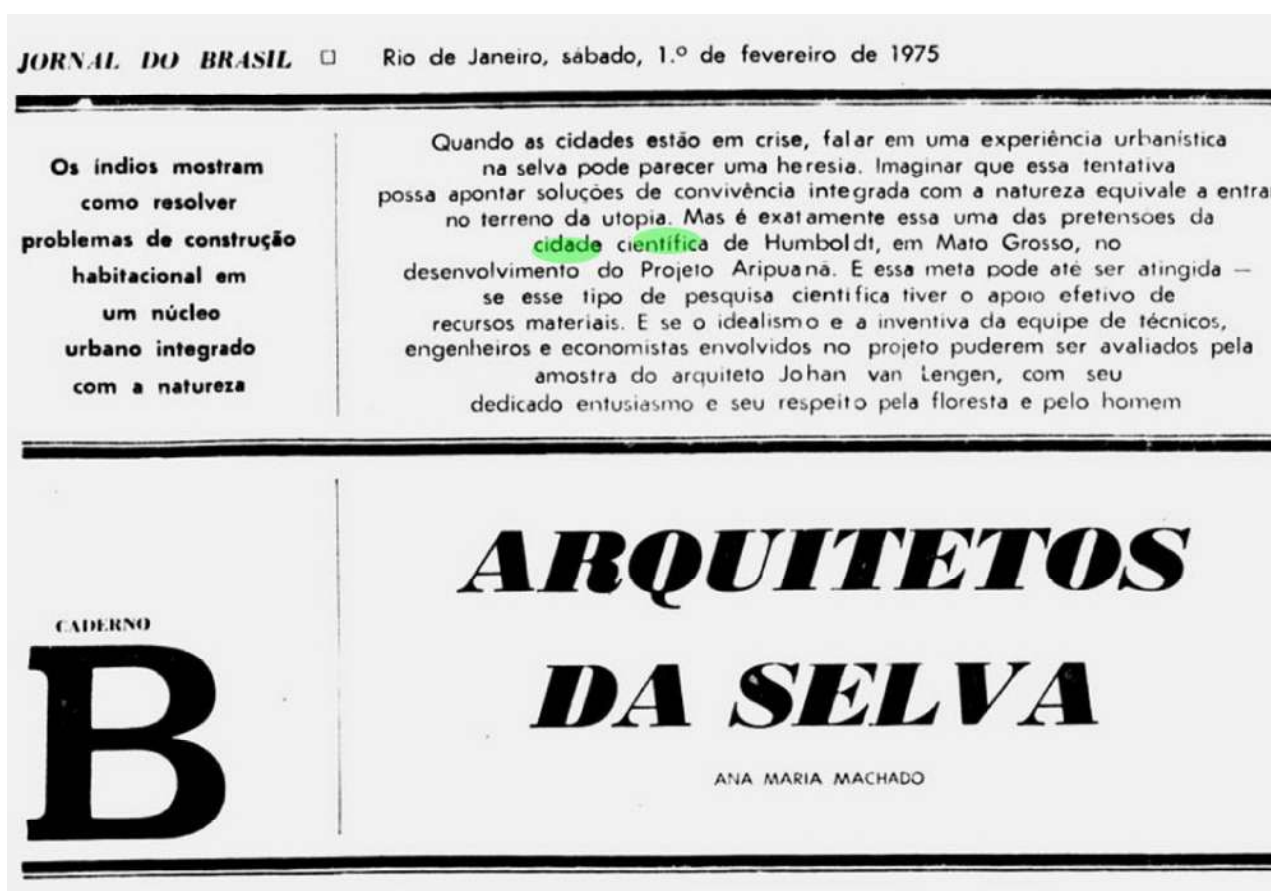 JORNAL DO BRASIL □ Rio de Janeiro, sábado, 1.º de fevereiro de 1975
Os índios mostram
como resolver
problemas de construção
habitacional em
um núcleo
urbano integrado
com a natureza
Quando as cidades estão em crise, falar em uma experiência urbanística
na selva pode parecer uma heresia. Imaginar que essa tentativa
possa apontar soluções de convivência integrada com a natureza equivale a entra
no terreno da utopia. Mas é exatamente essa uma das pretensões da
cidade científica de Humboldt, em Mato Grosso, no
desenvolvimento do Projeto Aripuanã. E essa meta pode até ser atingida —
se esse tipo de pesquisa científica tiver o apoio efetivo de
recursos materiais. E se o idealismo e a inventiva da equipe de técnicos,
engenheiros e economistas envolvidos no projeto puderem ser avaliados pela
amostra do arquiteto Johan van Lengen, com seu
dedicado entusiasmo e seu respeito pela floresta e pelo homem
CADERNO
B
ARQUITETOS
DA SELVA
ANA MARIA MACHADO